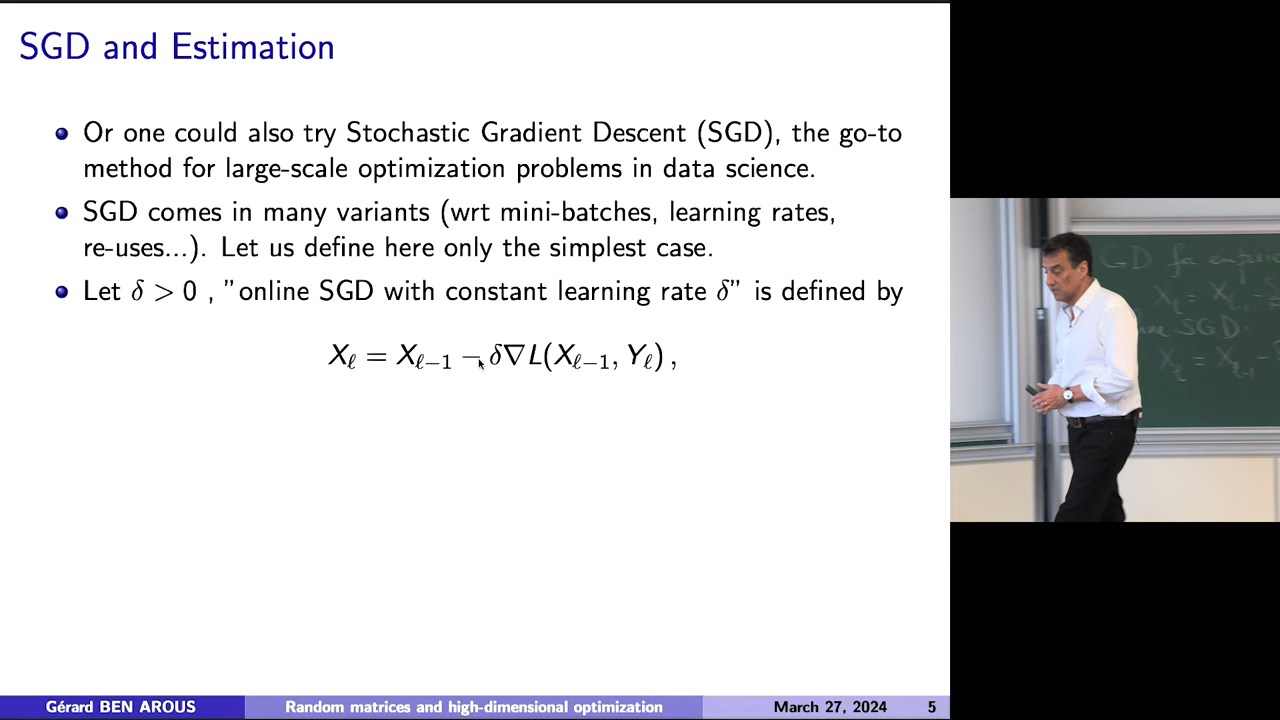 SGD and Estimation
Or one could also try Stochastic Gradient Descent (SGD), the go-to
method for large-scale optimization problems in data science.
SGD comes in many variants (wrt mini-batches, learning rates,
re-uses...). Let us define here only the simplest case.
Let δ > 0 , "online SGD with constant learning rate δ" is defined by
X_ℓ = X_{ℓ−1} − δ∇L(X_{ℓ−1}, Y_ℓ) ,
GD for
SGD.
Gérard BEN AROUS Random matrices and high-dimensional optimization March 27, 2024 5